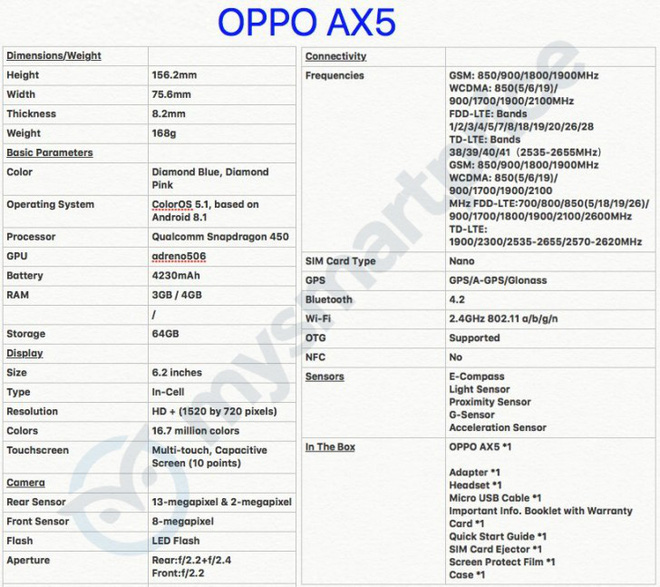 OPPO AX5
Dimensions/Weight
Height 156.2mm
Width 75.6mm
Thickness 8.2mm
Weight 168g
Basic Parameters
Color Diamond Blue, Diamond
Pink
Operating System ColorOS 5.1, based on
Android 8.1
Processor Qualcomm Snapdragon 450
GPU adreno506
Battery 4230mAh
RAM 3GB / 4GB
/
Storage 64GB
Display
Size 6.2 inches
Type In-Cell
Resolution HD + (1520 by 720 pixels)
Colors 16.7 million colors
Touchscreen Multi-touch, Capacitive
Screen (10 points)
Camera
Rear Sensor 13-megapixel & 2-megapixel
Front Sensor 8-megapixel
Flash LED Flash
Aperture Rear:f/2.2+f/2.4
Front:f/2.2
Connectivity
Frequencies GSM: 850/900/1800/1900MHz
WCDMA: 850(5/6/19)/
900/1700/1900/2100MHz
FDD-LTE: Bands
1/2/3/4/5/7/8/18/19/20/26/28
TD-LTE: Bands
38/39/40/41（2535-2655MHz）
GSM: 850/900/1800/1900MHz
WCDMA: 850(5/6/19)/
900/1700/1900/2100
MHz FDD-LTE:700/800/850(5/18/19/26)/
900/1700/1800/1900/2100/2600MHz
TD-LTE:
1900/2300/2535-2655/2570-2620MHz
SIM Card Type Nano
GPS GPS/A-GPS/Glonass
Bluetooth 4.2
Wi-Fi 2.4GHz 802.11 a/b/g/n
OTG Supported
NFC No
Sensors E-Compass
Light Sensor
Proximity Sensor
G-Sensor
Acceleration Sensor
In The Box OPPO AX5 *1
Adapter *1
Headset *1
Micro USB Cable *1
Important Info. Booklet with Warranty
Card *1
Quick Start Guide *1
SIM Card Ejector *1
Screen Protect Film *1
Case *1
mysmartprice